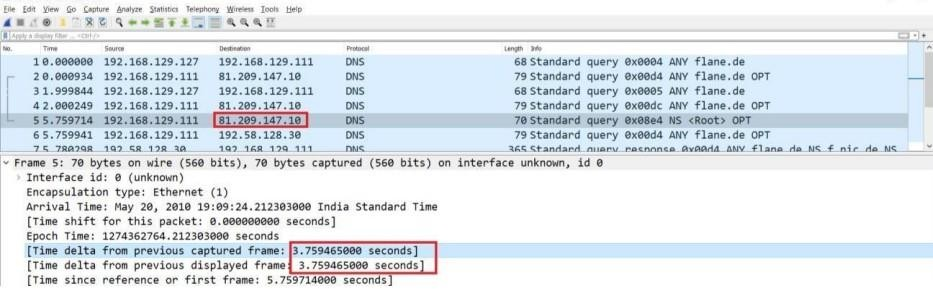 File Edit View Go Capture Analyze Statistics Telephony Wireless Tools Help
Apply a display filter ... <Ctrl-/>
No. Time Source Destination Protocol Length Info
1 0.000000 192.168.129.127 192.168.129.111 DNS 68 Standard query 0x0004 ANY flane.de
2 0.000934 192.168.129.111 81.209.147.10 DNS 79 Standard query 0x00d4 ANY flane.de OPT
3 1.999844 192.168.129.127 192.168.129.111 DNS 68 Standard query 0x0005 ANY flane.de
4 2.000249 192.168.129.111 81.209.147.10 DNS 79 Standard query 0x00dc ANY flane.de OPT
5 5.759714 192.168.129.111 81.209.147.10 DNS 70 Standard query 0x08e4 NS <Root> OPT
6 5.759941 192.168.129.111 192.58.128.30 DNS 79 Standard query 0x00d4 ANY flane.de OPT
7 5.780298 192.58.128.30 192.168.129.111 DNS 365 Standard query response 0x00d4 ANY flane.de NS f.nic.de NS
Frame 5: 70 bytes on wire (560 bits), 70 bytes captured (560 bits) on interface unknown, id 0
Interface id: 0 (unknown)
Encapsulation type: Ethernet (1)
Arrival Time: May 20, 2010 19:09:24.212303000 India Standard Time
[Time shift for this packet: 0.000000000 seconds]
Epoch Time: 1274362764.212303000 seconds
[Time delta from previous captured frame: 3.759465000 seconds]
[Time delta from previous displayed frame: 3.759465000 seconds]
[Time since reference or first frame: 5.759714000 seconds]